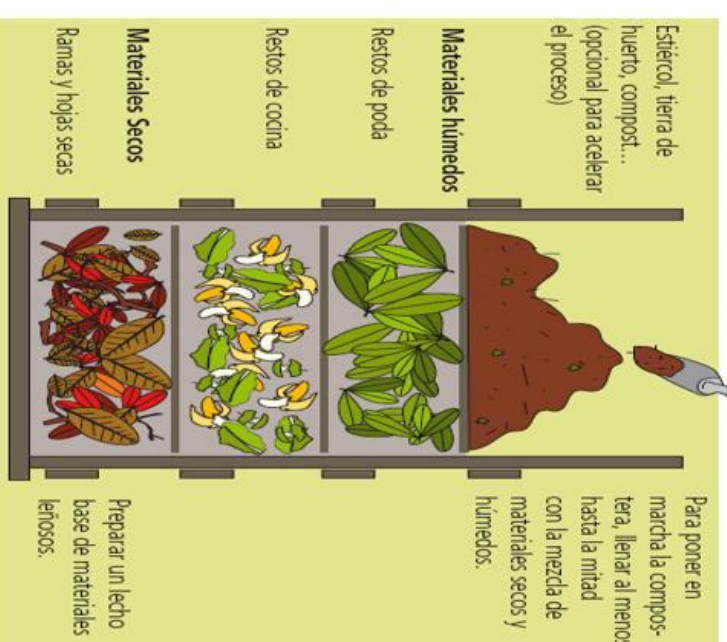 Estiércol, tierra de
huerto, compost...
(opcional para acelerar
el proceso)
Materiales húmedos
Restos de poda
Restos de cocina
Materiales Secos
Ramas y hojas secas
Para poner en
marcha la compos-
tera, llenar al menos
hasta la mitad
con la mezcla de
materiales secos y
húmedos.
Preparar un lecho
base de materiales
leñosos.